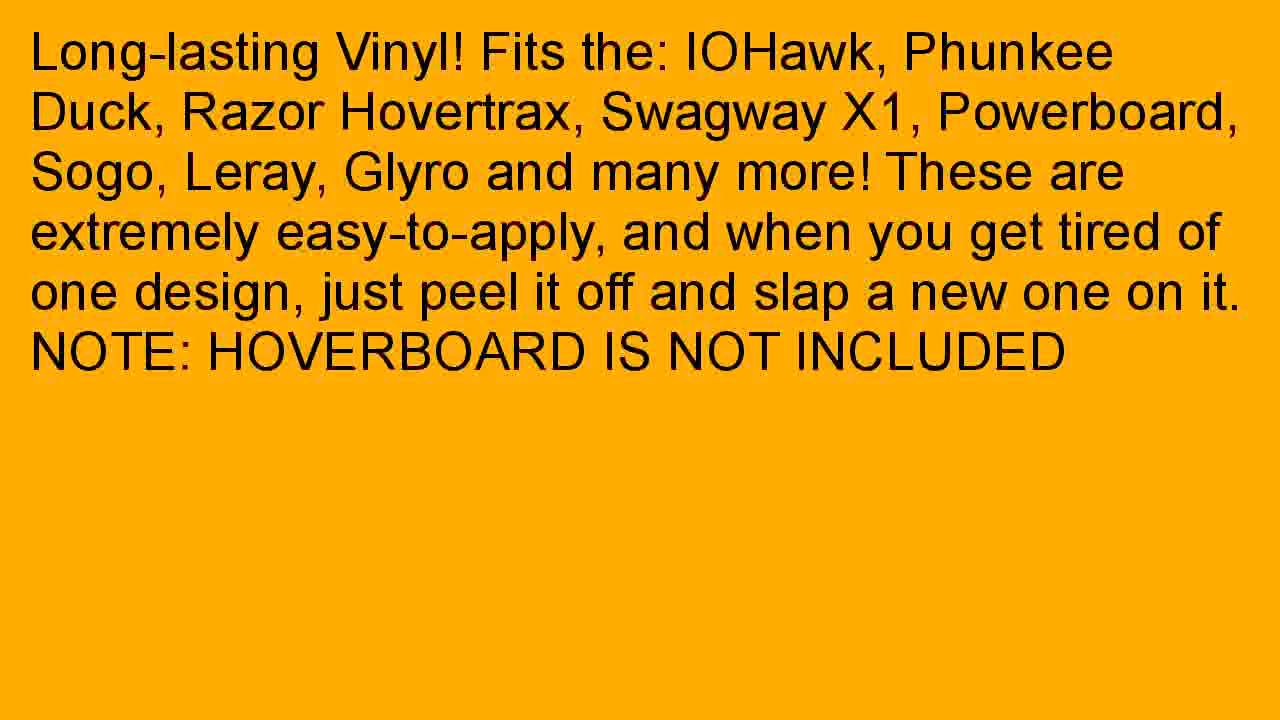 Long-lasting Vinyl! Fits the: IOHawk, Phunkee
Duck, Razor Hovertrax, Swagway X1, Powerboard,
Sogo, Leray, Glyro and many more! These are
extremely easy-to-apply, and when you get tired of
one design, just peel it off and slap a new one on it.
NOTE: HOVERBOARD IS NOT INCLUDED